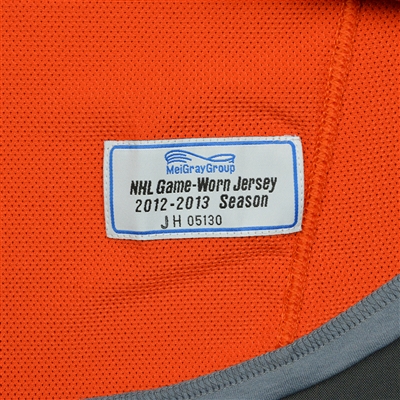 MeiGrayGroup
NHL Game-Worn Jersey
2012-2013 Season
JH 05130